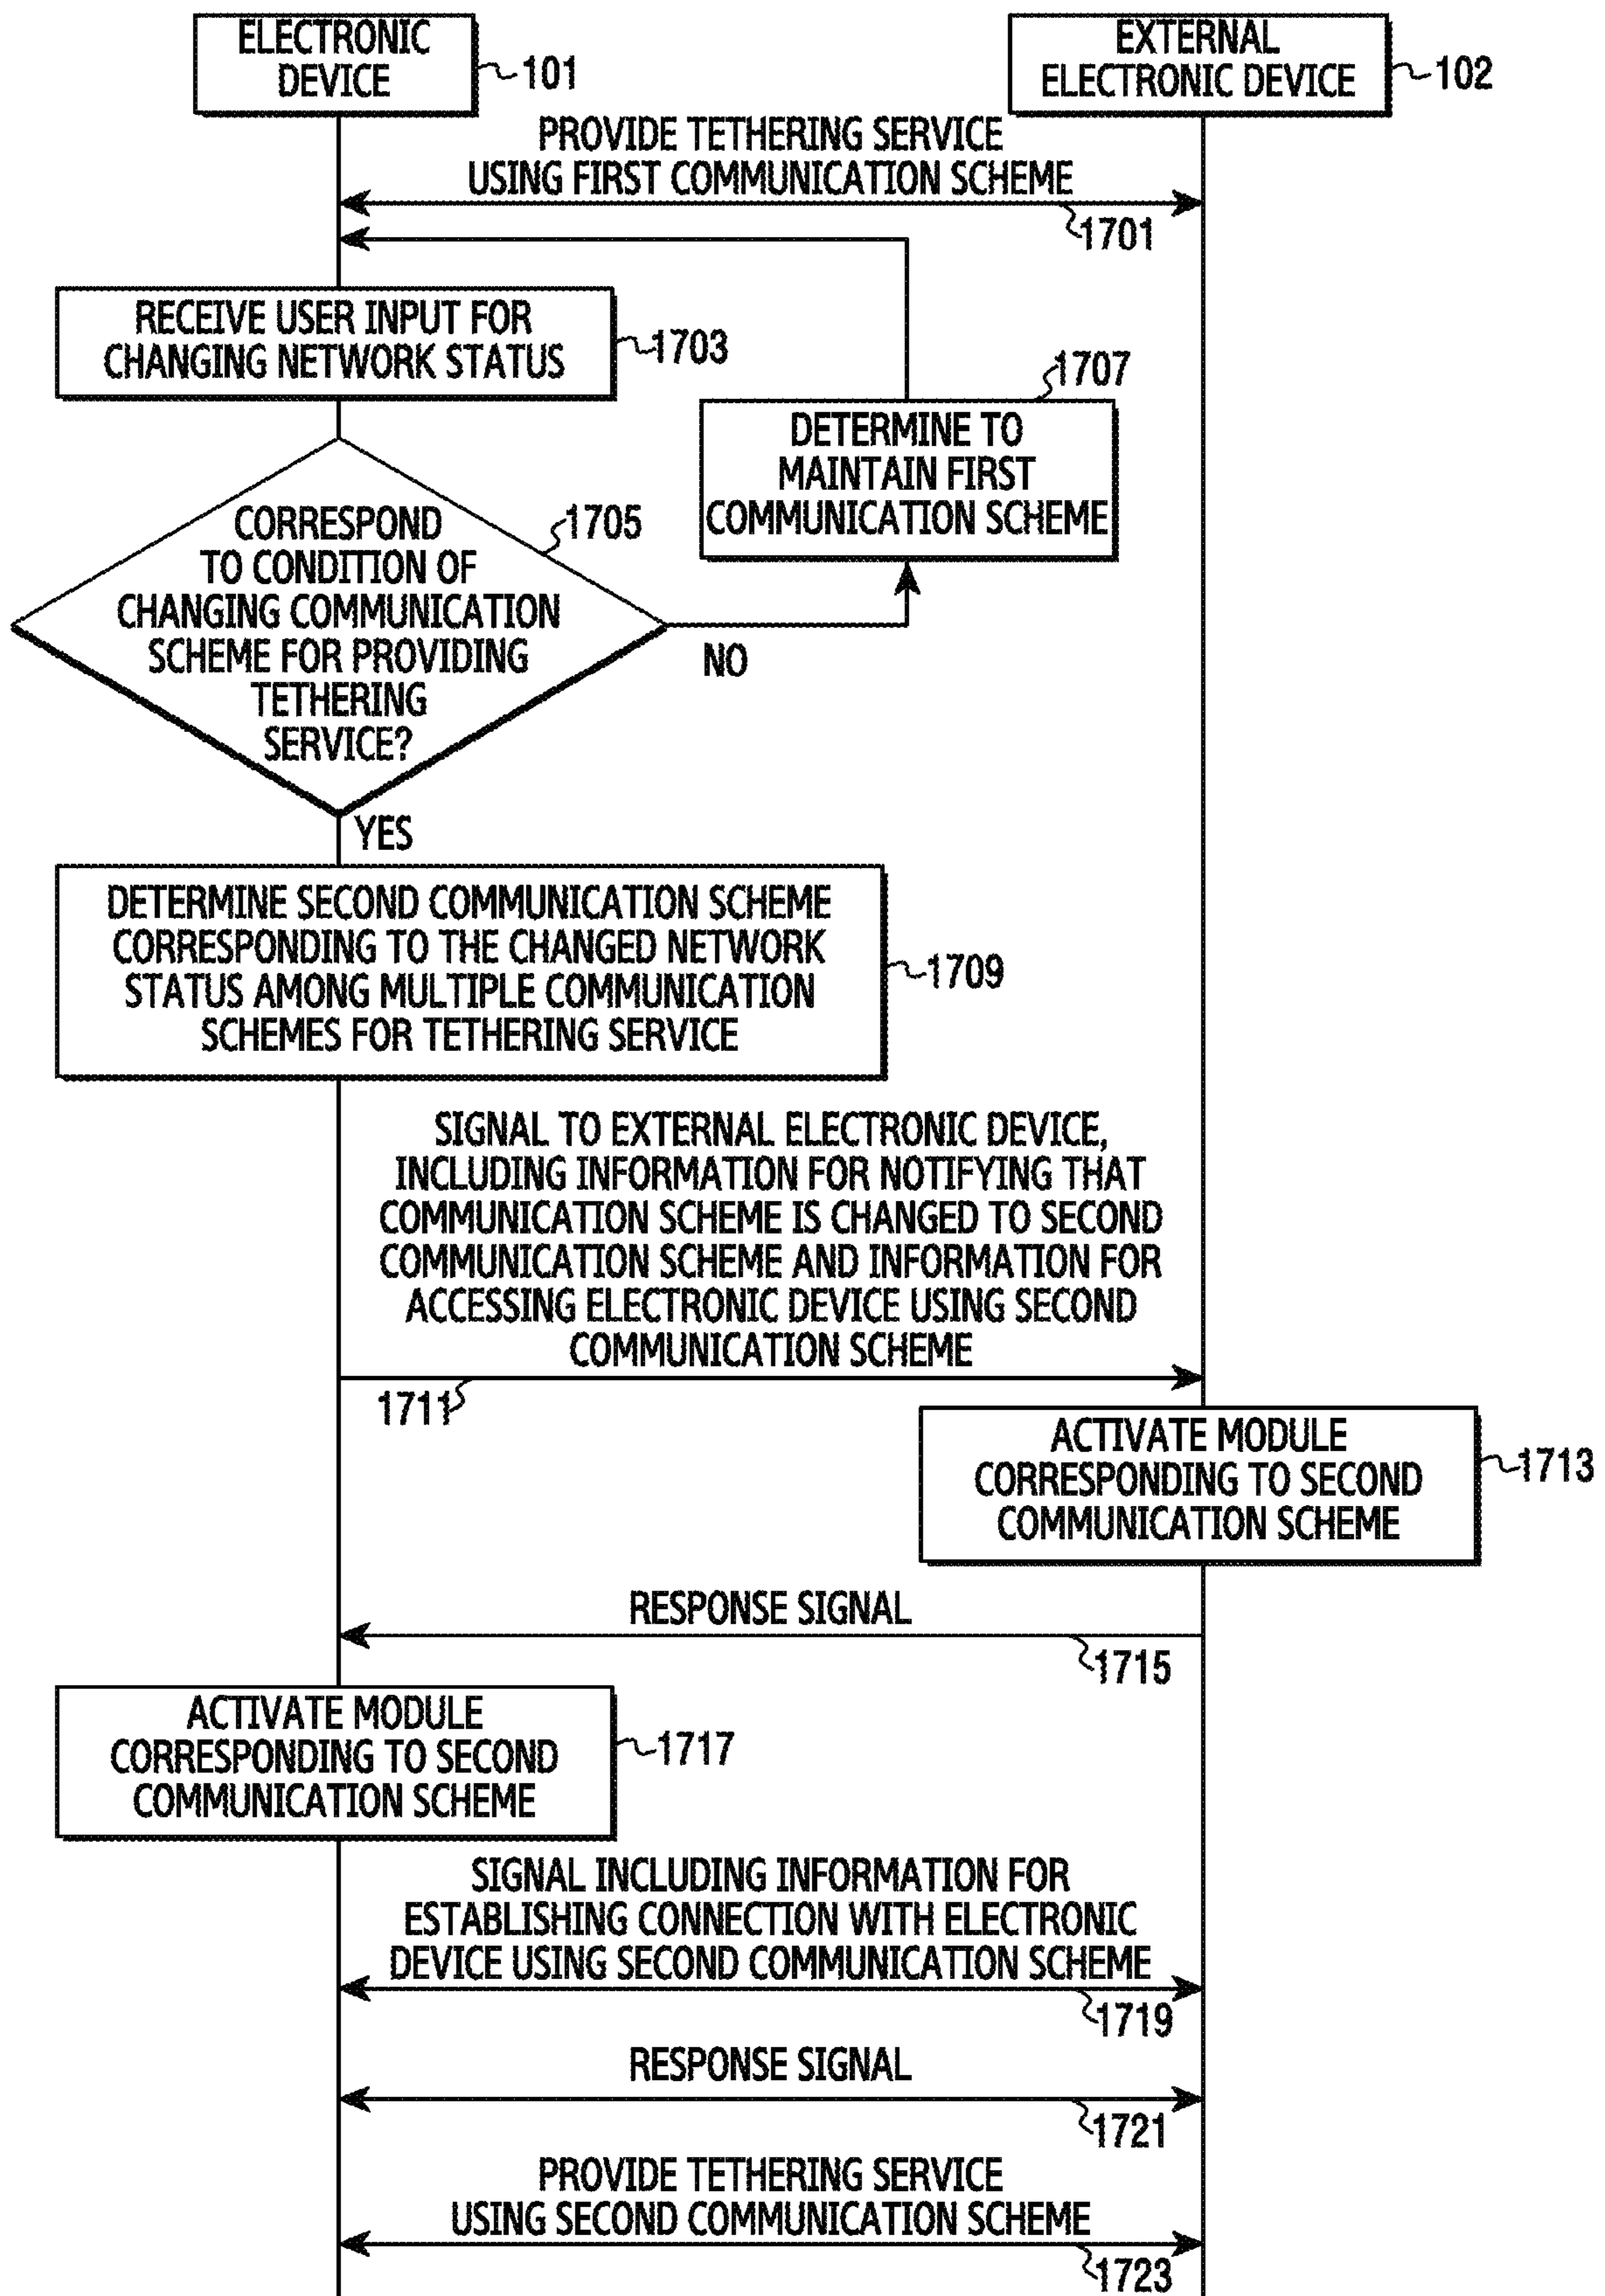 ELECTRONIC
DEVICE
101
EXTERNAL
ELECTRONIC DEVICE
102
PROVIDE TETHERING SERVICE
USING FIRST COMMUNICATION SCHEME
1701
RECEIVE USER INPUT FOR
CHANGING NETWORK STATUS
1703
1707
DETERMINE TO
MAINTAIN FIRST
COMMUNICATION SCHEME
CORRESPOND
TO CONDITION OF
CHANGING COMMUNICATION
SCHEME FOR PROVIDING
TETHERING
SERVICE?
1705
NO
YES
DETERMINE SECOND COMMUNICATION SCHEME
CORRESPONDING TO THE CHANGED NETWORK
STATUS AMONG MULTIPLE COMMUNICATION
SCHEMES FOR TETHERING SERVICE
1709
SIGNAL TO EXTERNAL ELECTRONIC DEVICE,
INCLUDING INFORMATION FOR NOTIFYING THAT
COMMUNICATION SCHEME IS CHANGED TO SECOND
COMMUNICATION SCHEME AND INFORMATION FOR
ACCESSING ELECTRONIC DEVICE USING SECOND
COMMUNICATION SCHEME
1711
ACTIVATE MODULE
CORRESPONDING TO SECOND
COMMUNICATION SCHEME
1713
RESPONSE SIGNAL
1715
ACTIVATE MODULE
CORRESPONDING TO SECOND
COMMUNICATION SCHEME
1717
SIGNAL INCLUDING INFORMATION FOR
ESTABLISHING CONNECTION WITH ELECTRONIC
DEVICE USING SECOND COMMUNICATION SCHEME
1719
RESPONSE SIGNAL
1721
PROVIDE TETHERING SERVICE
USING SECOND COMMUNICATION SCHEME
1723